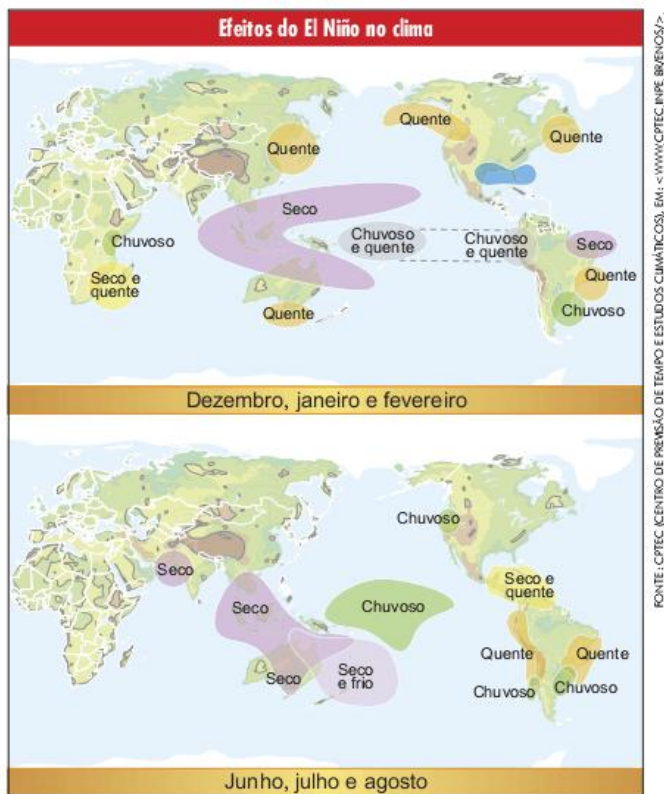 Efeitos do El Niño no clima
Quente
Quente
Quente
Seco
Chuvoso
Chuvoso
e quente
Chuvoso
e quente
Seco
Seco e
quente
Quente
Quente
Chuvoso
Dezembro, janeiro e fevereiro
Chuvoso
Seco
Seco
Chuvoso
Seco e
quente
Seco
Seco
e frio
Quente
Quente
Chuvoso
Chuvoso
Junho, julho e agosto
FONTE: CPTEC (CENTRO DE PREVISÃO DE TEMPO E ESTUDOS CLIMÁTICOS). EM: <WWW.CPTEC.INPE.BR/ENOS/>.